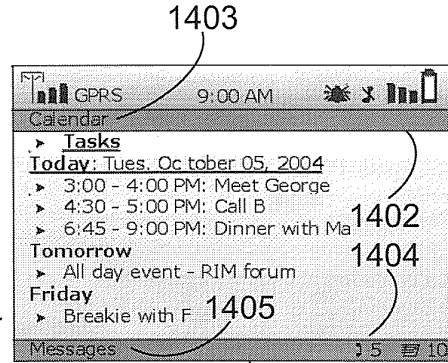 1403
GPRS 9:00 AM
Calendar
Tasks
Today: Tues. Oc tober 05, 2004
3:00 - 4:00 PM: Meet George
4:30 - 5:00 PM: Call B
6:45 - 9:00 PM: Dinner with Ma
1402
Tomorrow
1404
All day event - RIM forum
Friday
1405
Breakie with F
Messages 5 10